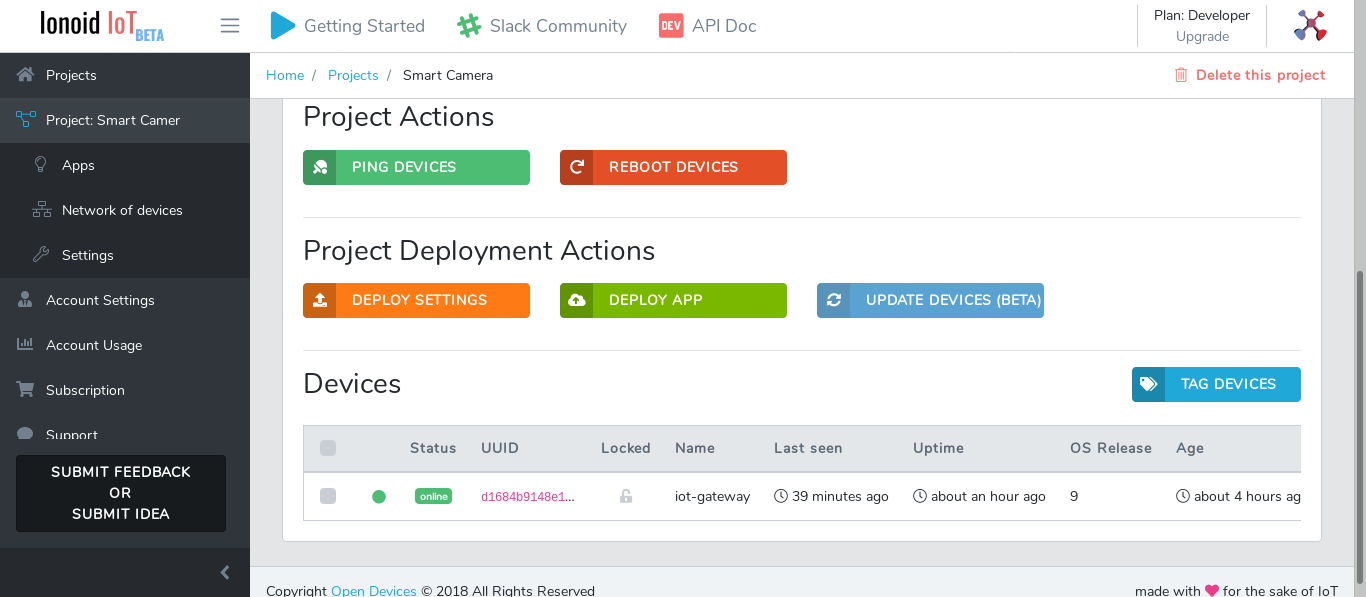 Ionoid IoT BETA
Getting Started
Slack Community
DEV API Doc
Plan: Developer
Upgrade
Projects
Project: Smart Camer
Apps
Network of devices
Settings
Account Settings
Account Usage
Subscription
Support
SUBMIT FEEDBACK
OR
SUBMIT IDEA
Home / Projects / Smart Camera
Delete this project
Project Actions
PING DEVICES
REBOOT DEVICES
Project Deployment Actions
DEPLOY SETTINGS
DEPLOY APP
UPDATE DEVICES (BETA)
Devices
TAG DEVICES
Status UUID Locked Name Last seen Uptime OS Release Age
online d1684b9148e1... iot-gateway 39 minutes ago about an hour ago 9 about 4 hours ag
Copyright Open Devices © 2018 All Rights Reserved
made with for the sake of IoT